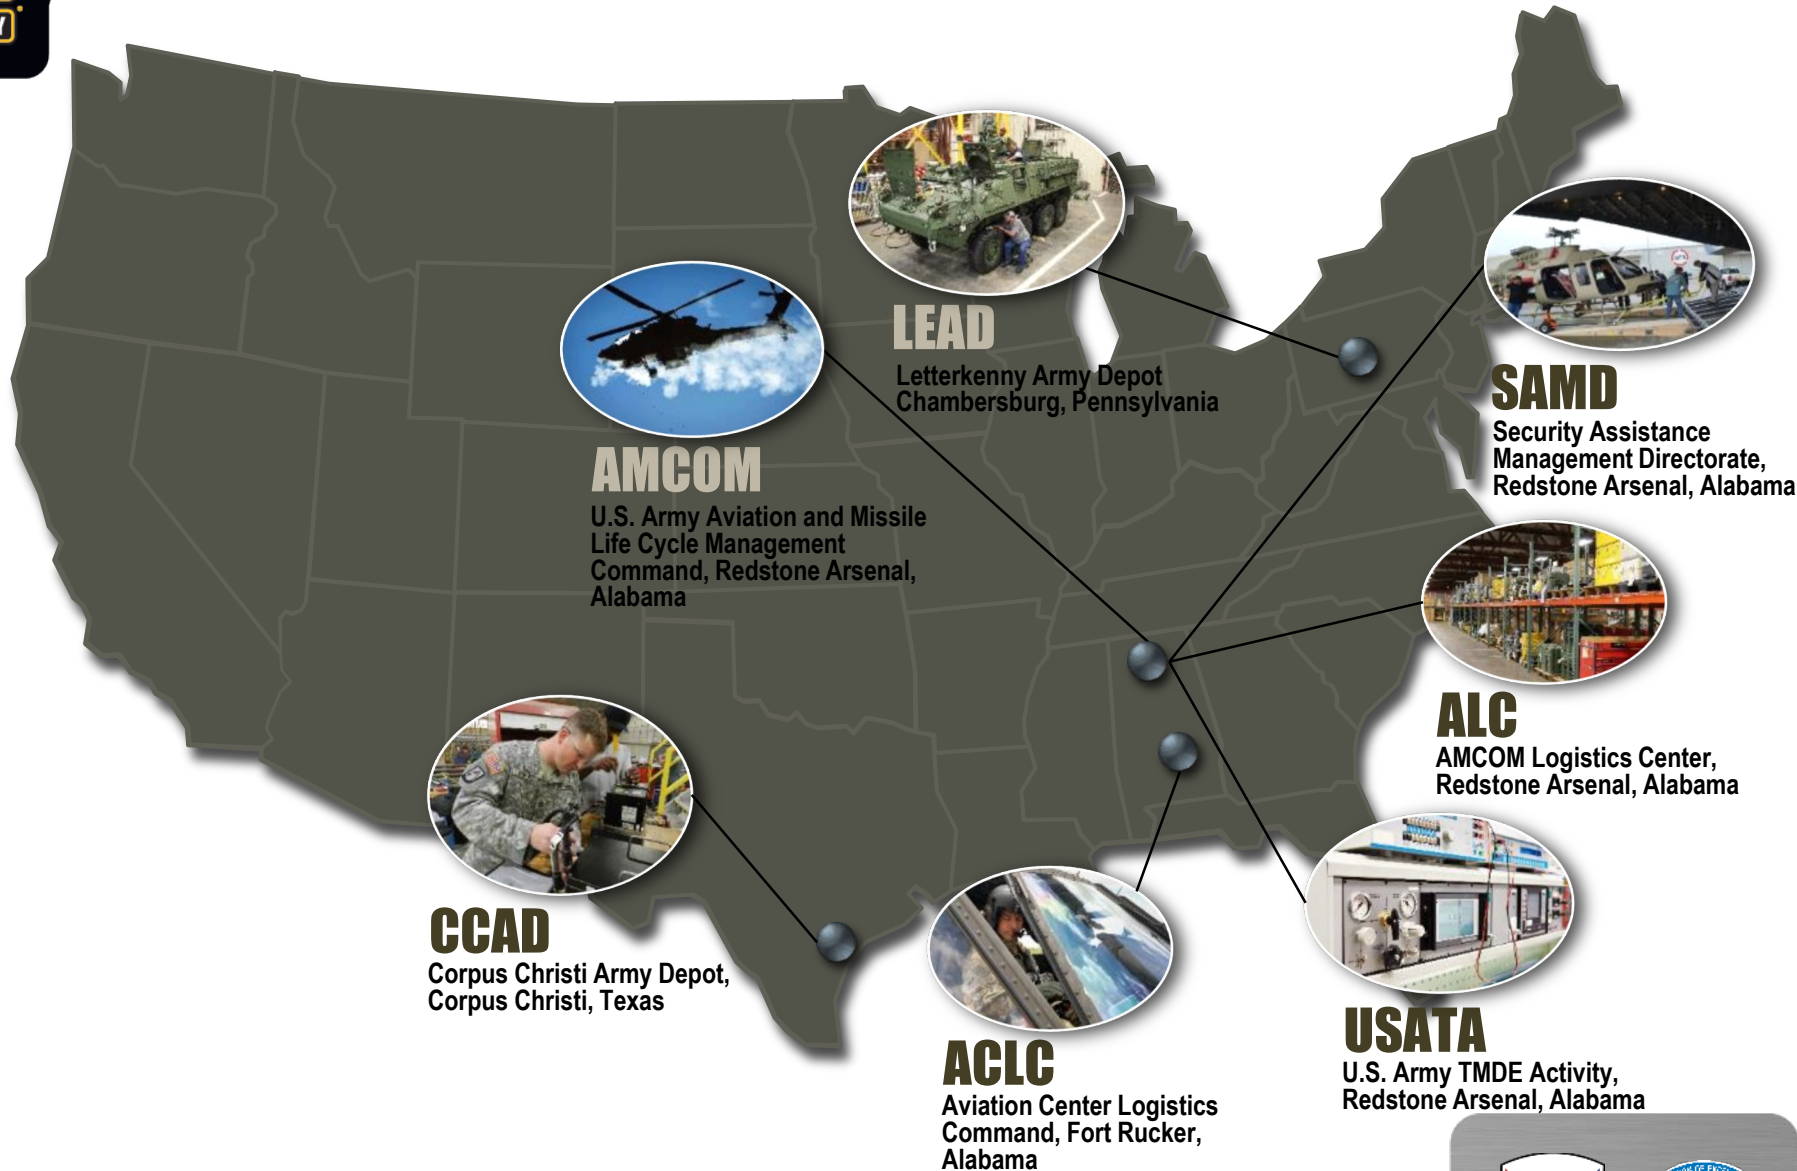 Y
LEAD
Letterkenny Army Depot
Chambersburg, Pennsylvania
SAMD
Security Assistance
Management Directorate,
Redstone Arsenal, Alabama
AMCOM
U.S. Army Aviation and Missile
Life Cycle Management
Command, Redstone Arsenal,
Alabama
ALC
AMCOM Logistics Center,
Redstone Arsenal, Alabama
CCAD
Corpus Christi Army Depot,
Corpus Christi, Texas
ACLC
Aviation Center Logistics
Command, Fort Rucker,
Alabama
USATA
U.S. Army TMDE Activity,
Redstone Arsenal, Alabama